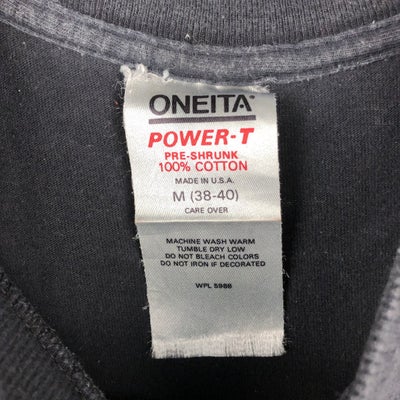 ONEITA
POWER-T
PRE-SHRUNK
100% COTTON
MADE IN U.S.A.
M (38-40)
CARE OVER
MACHINE WASH WARM
TUMBLE DRY LOW
DO NOT BLEACH COLORS
DO NOT IRON IF DECORATED
WPL 5988